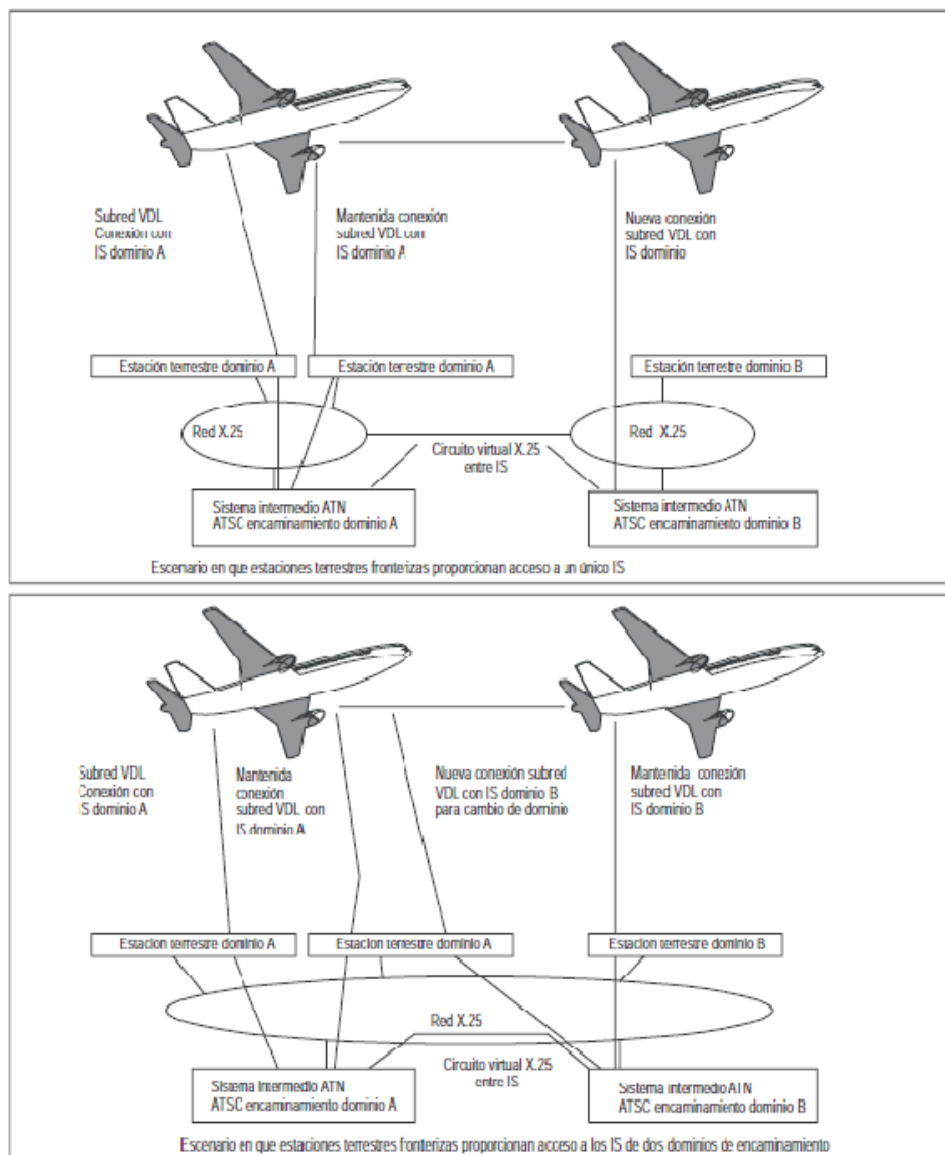 Subred VDL
Conexión con
IS dominio A
Mantenida conexión
subred VDL con
IS dominio A
Nueva conexión
subred VDL con
IS dominio
Estación terrestre dominio A
Estación terrestre dominio A
Estación terrestre dominio B
Red X.25
Red X.25
Circuito virtual X.25
entre IS
Sistema intermedio ATN
ATSC encaminamiento dominio A
Sistema intermedio ATN
ATSC encaminamiento dominio B
Escenario en que estaciones terrestres fronterizas proporcionan acceso a un único IS
Subred VDL
Conexión con
IS dominio A
Mantenida
conexión
subred VDL con
IS dominio A
Nueva conexión subred
VDL con IS dominio B
para cambio de dominio
Mantenida conexión
subred VDL con
IS dominio B
Estacion terrestre dominio A
Estacion terrestre dominio A
Estación terrestre dominio B
Red X.25
Circuito virtual X.25
entre IS
Sistema intermedio ATN
ATSC encaminamiento dominio A
Sistema intermedio ATN
ATSC encaminamiento dominio B
Escenario en que estaciones terrestres fronterizas proporcionan acceso a los IS de dos dominios de encaminamiento